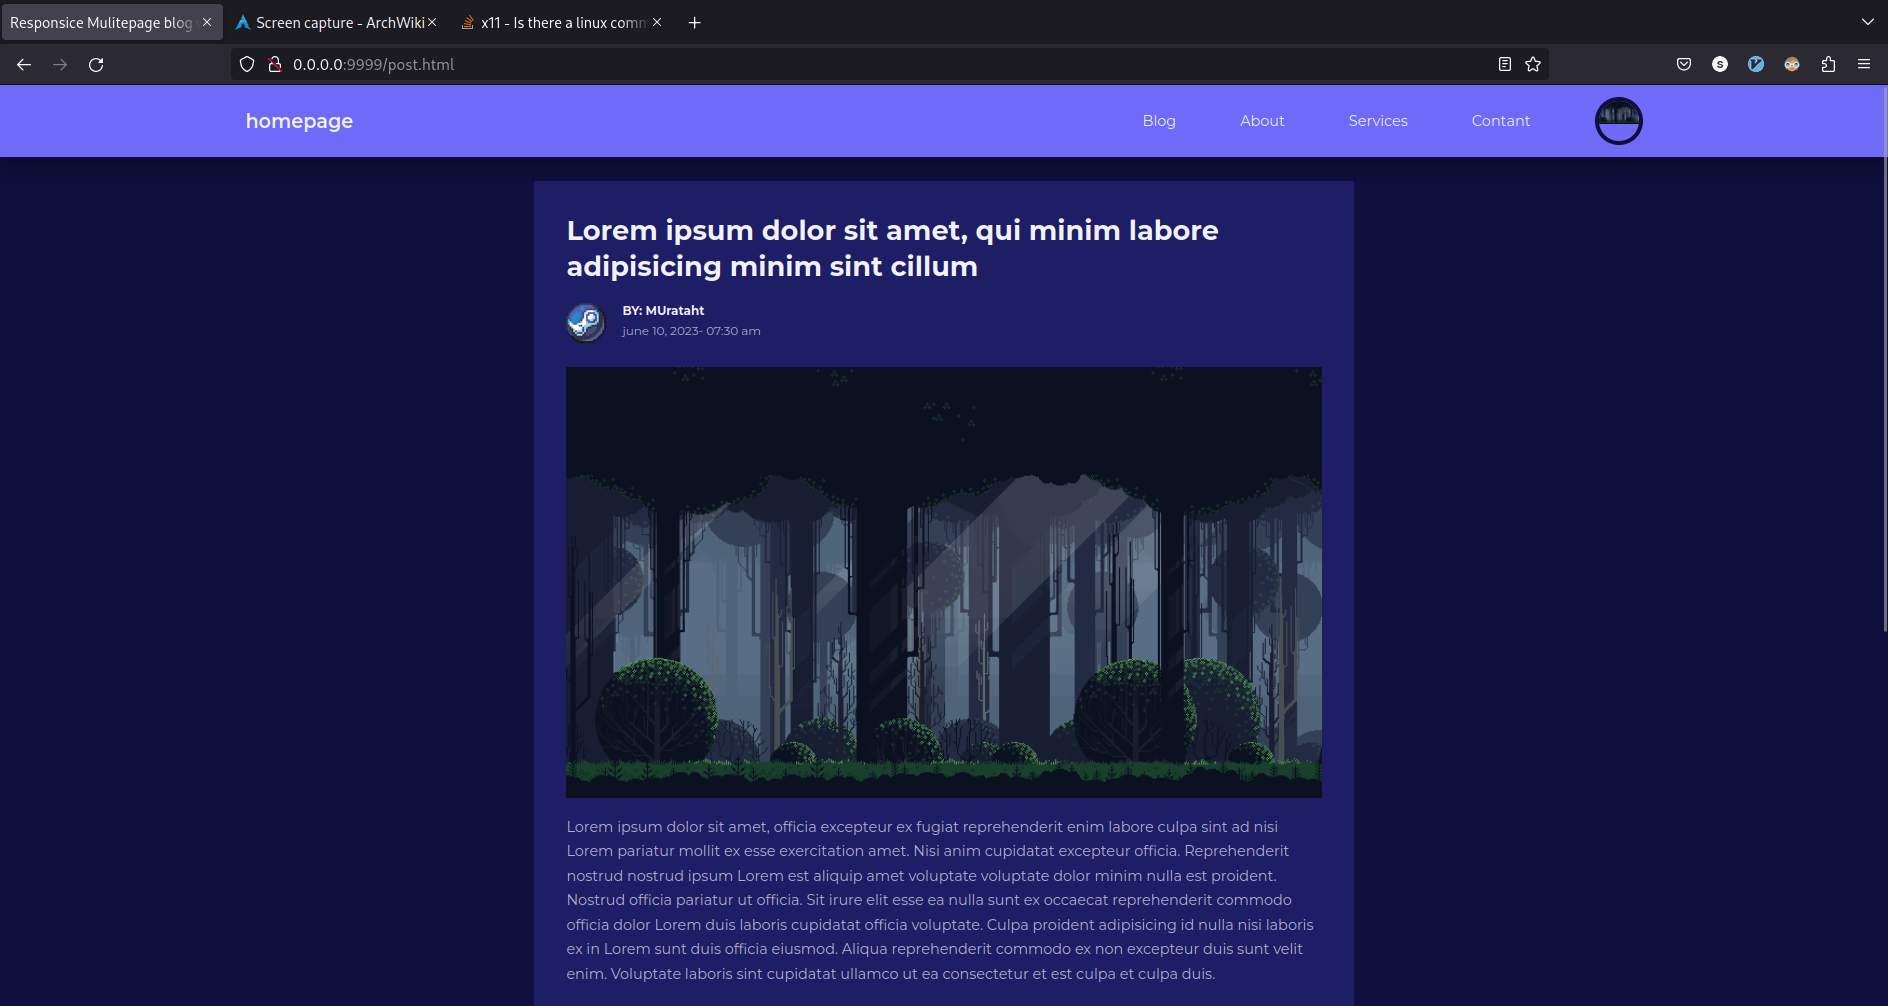 Responsice Mulitepage blog
Screen capture - ArchWiki
x11 - Is there a linux comm
0.0.0.0:9999/post.html
homepage
Blog
About
Services
Contant
Lorem ipsum dolor sit amet, qui minim labore
adipisicing minim sint cillum
BY: MUrataht
june 10, 2023- 07:30 am
Lorem ipsum dolor sit amet, officia excepteur ex fugiat reprehenderit enim labore culpa sint ad nisi
Lorem pariatur mollit ex esse exercitation amet. Nisi anim cupidatat excepteur officia. Reprehenderit
nostrud nostrud ipsum Lorem est aliquip amet voluptate voluptate dolor minim nulla est proident.
Nostrud officia pariatur ut officia. Sit irure elit esse ea nulla sunt ex occaecat reprehenderit commodo
officia dolor Lorem duis laboris cupidatat officia voluptate. Culpa proident adipisicing id nulla nisi laboris
ex in Lorem sunt duis officia eiusmod. Aliqua reprehenderit commodo ex non excepteur duis sunt velit
enim. Voluptate laboris sint cupidatat ullamco ut ea consectetur et est culpa et culpa duis.